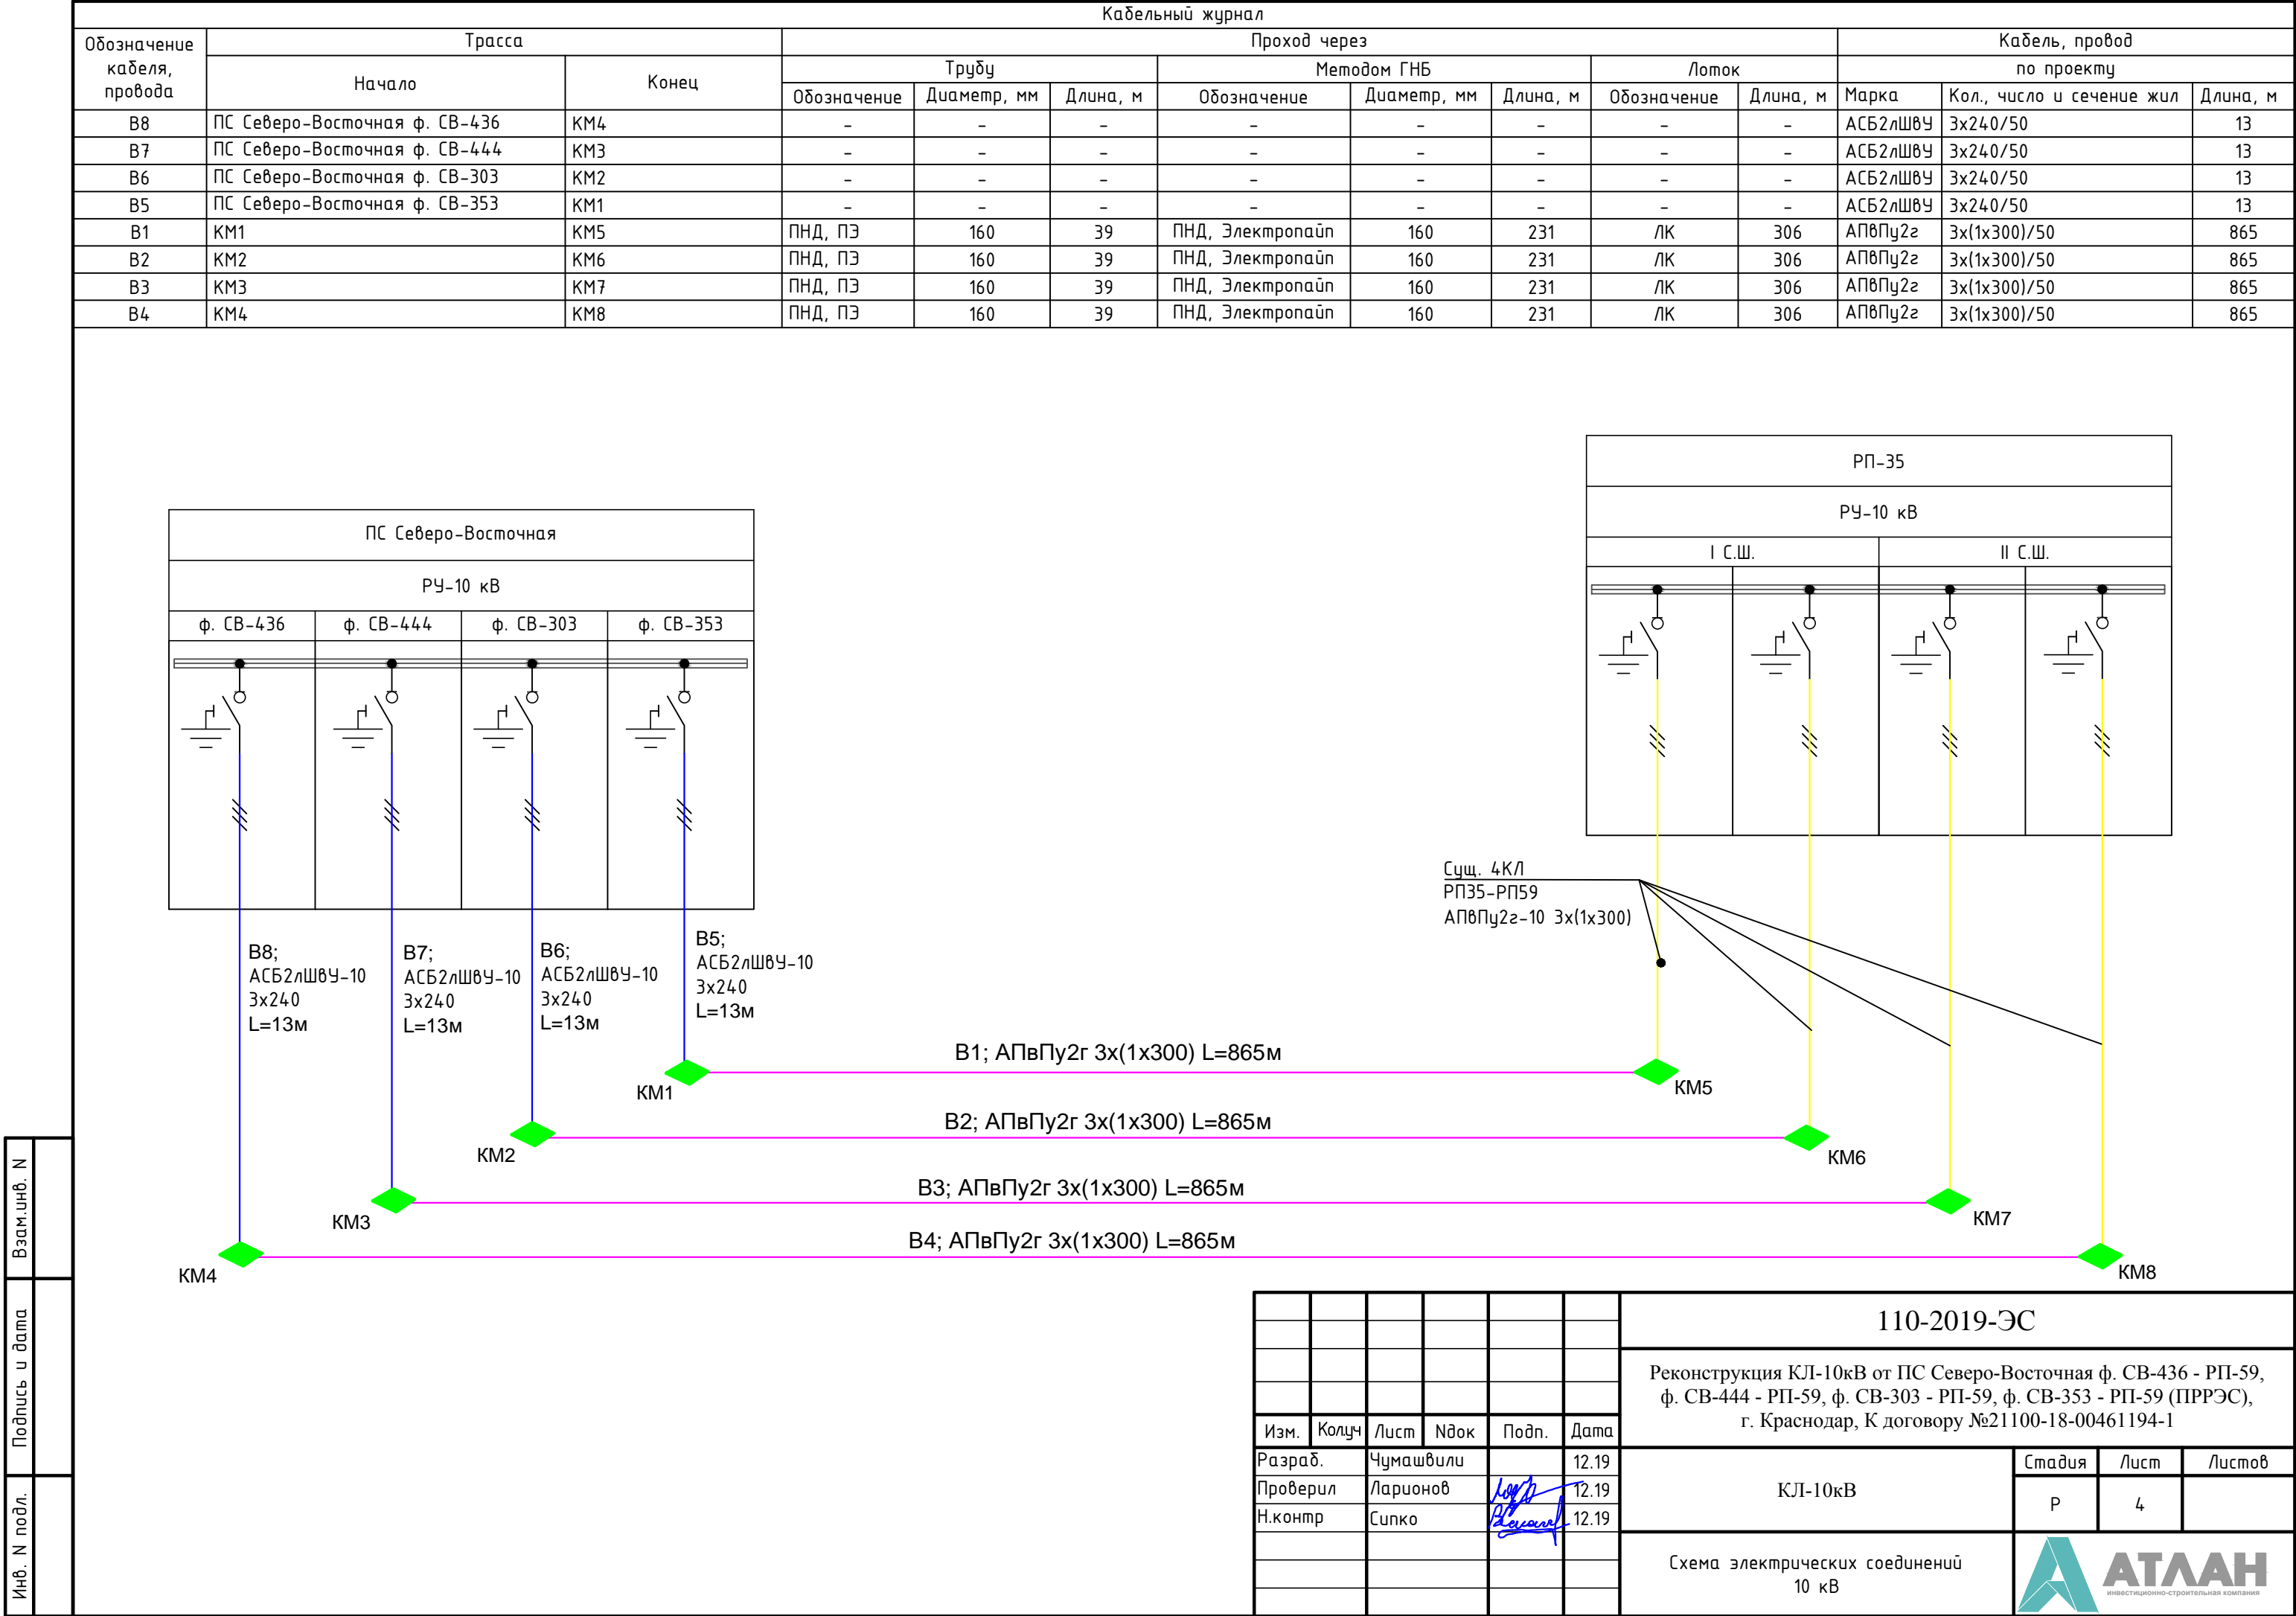 Кабельный журнал
Обозначение кабеля, провода | Трасса | Проход через | Кабель, провод
Начало | Конец | Трубу | Методом ГНБ | Лоток | по проекту
Обозначение | Диаметр, мм | Длина, м | Обозначение | Диаметр, мм | Длина, м | Обозначение | Длина, м | Марка | Кол., число и сечение жил | Длина, м
В8 | ПС Северо-Восточная ф. СВ-436 | КМ4 | - | - | - | - | - | - | - | - | АСБ2лШвУ | 3х240/50 | 13
В7 | ПС Северо-Восточная ф. СВ-444 | КМ3 | - | - | - | - | - | - | - | - | АСБ2лШвУ | 3х240/50 | 13
В6 | ПС Северо-Восточная ф. СВ-303 | КМ2 | - | - | - | - | - | - | - | - | АСБ2лШвУ | 3х240/50 | 13
В5 | ПС Северо-Восточная ф. СВ-353 | КМ1 | - | - | - | - | - | - | - | - | АСБ2лШвУ | 3х240/50 | 13
В1 | КМ1 | КМ5 | ПНД, ПЭ | 160 | 39 | ПНД, Электропайп | 160 | 231 | ЛК | 306 | АПвПу2г | 3х(1х300)/50 | 865
В2 | КМ2 | КМ6 | ПНД, ПЭ | 160 | 39 | ПНД, Электропайп | 160 | 231 | ЛК | 306 | АПвПу2г | 3х(1х300)/50 | 865
В3 | КМ3 | КМ7 | ПНД, ПЭ | 160 | 39 | ПНД, Электропайп | 160 | 231 | ЛК | 306 | АПвПу2г | 3х(1х300)/50 | 865
В4 | КМ4 | КМ8 | ПНД, ПЭ | 160 | 39 | ПНД, Электропайп | 160 | 231 | ЛК | 306 | АПвПу2г | 3х(1х300)/50 | 865
ПС Северо-Восточная
РУ-10 кВ
ф. СВ-436 | ф. СВ-444 | ф. СВ-303 | ф. СВ-353
РП-35
РУ-10 кВ
I С.Ш. | II С.Ш.
Сущ. 4КЛ
РП35-РП59
АПвПу2г-10 3х(1х300)
В8;
АСБ2лШвУ-10
3х240
L=13м
В7;
АСБ2лШвУ-10
3х240
L=13м
В6;
АСБ2лШвУ-10
3х240
L=13м
В5;
АСБ2лШвУ-10
3х240
L=13м
В1; АПвПу2г 3х(1х300) L=865м
КМ1
КМ5
В2; АПвПу2г 3х(1х300) L=865м
КМ2
КМ6
В3; АПвПу2г 3х(1х300) L=865м
КМ3
КМ7
В4; АПвПу2г 3х(1х300) L=865м
КМ4
КМ8
Взам.инв. N
Подпись и дата
Инв. N подл.
110-2019-ЭС
Реконструкция КЛ-10кВ от ПС Северо-Восточная ф. СВ-436 - РП-59,
ф. СВ-444 - РП-59, ф. СВ-303 - РП-59, ф. СВ-353 - РП-59 (ПРРЭС),
г. Краснодар, К договору №21100-18-00461194-1
Изм. | Колуч | Лист | Nдок | Подп. | Дата
Разраб. | Чумашвили | 12.19
Проверил | Ларионов | 12.19
Н.контр | Сипко | 12.19
КЛ-10кВ
Стадия | Лист | Листов
Р | 4
Схема электрических соединений
10 кВ
АТЛАН
инвестиционно-строительная компания